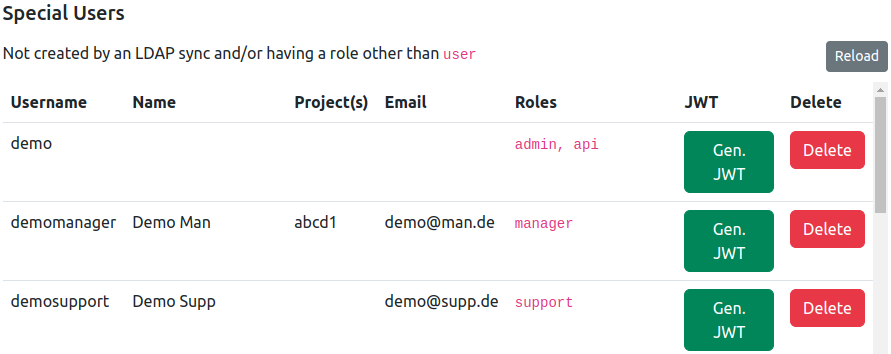 Special Users
Not created by an LDAP sync and/or having a role other than user
Reload
Username Name Project(s) Email Roles JWT Delete
demo admin, api Gen. JWT Delete
demomanager Demo Man abcd1 demo@man.de manager Gen. JWT Delete
demosupport Demo Supp demo@supp.de support Gen. JWT Delete